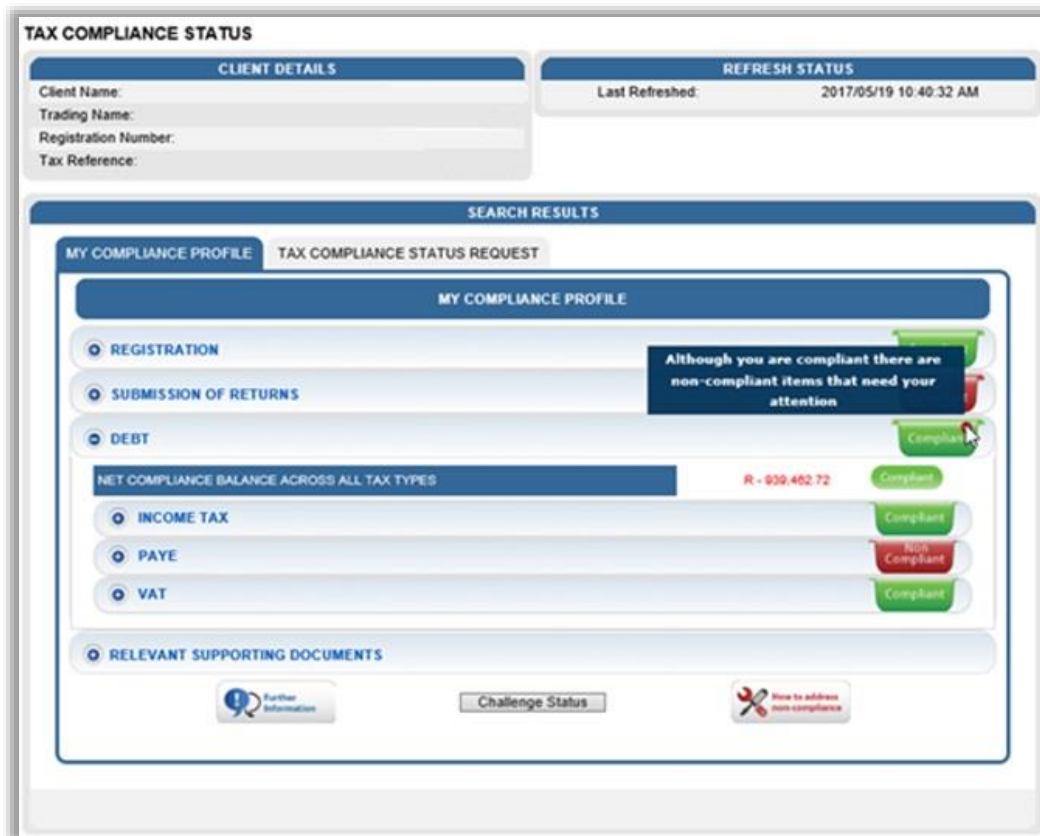 TAX COMPLIANCE STATUS
CLIENT DETAILS
Client Name:
Trading Name:
Registration Number:
Tax Reference:
REFRESH STATUS
Last Refreshed: 2017/05/19 10:40:32 AM
SEARCH RESULTS
MY COMPLIANCE PROFILE TAX COMPLIANCE STATUS REQUEST
MY COMPLIANCE PROFILE
REGISTRATION
Although you are compliant there are
non-compliant items that need your
attention
SUBMISSION OF RETURNS
DEBT Compliant
NET COMPLIANCE BALANCE ACROSS ALL TAX TYPES R - 939,462.72 Compliant
INCOME TAX Compliant
PAYE Non
Compliant
VAT Compliant
RELEVANT SUPPORTING DOCUMENTS
Further
Information
Challenge Status
How to address
non-compliance